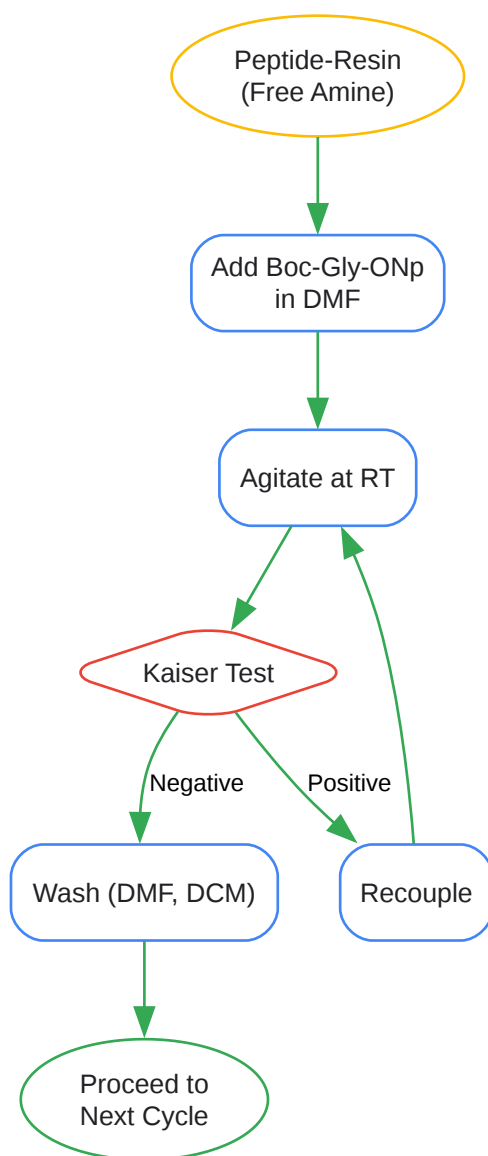 Peptide-Resin
(Free Amine)
Add Boc-Gly-ONp
in DMF
Agitate at RT
Kaiser Test
Negative
Positive
Wash (DMF, DCM)
Recouple
Proceed to
Next Cycle